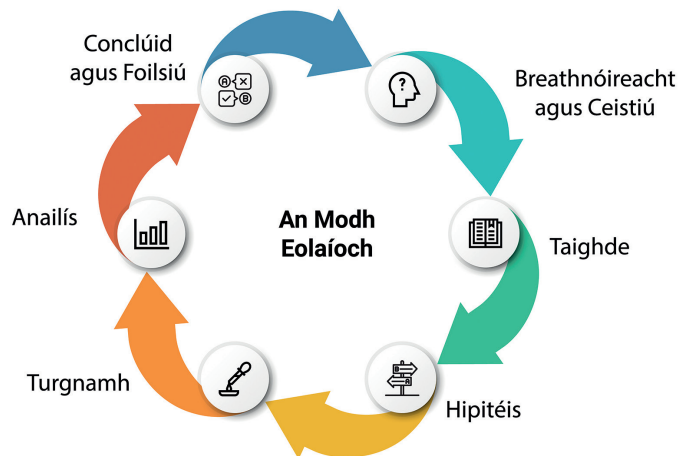 An Modh
Eolaíoch
Breathnóireacht
agus Ceistiú
Taighde
Hipitéis
Turgnamh
Anailís
Conclúid
agus Foilsiú
A
B
B
A